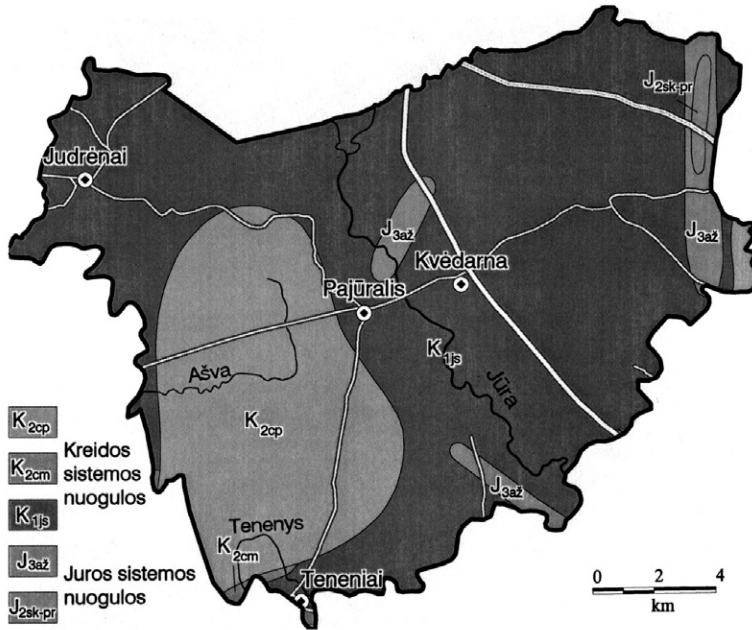 J2sk-pr
Judrėnai
J3až
J3až
Kvėdarna
Pajūralis
K1js
Ašva
Jūra
K2cp
J3až
Tenenys
K2cm
Teneniai
K2cp
K2cm
K1js
Kreidos
sistemos
nuogulos
J3až
J2sk-pr
Juros sistemos
nuogulos
0 2 4
km